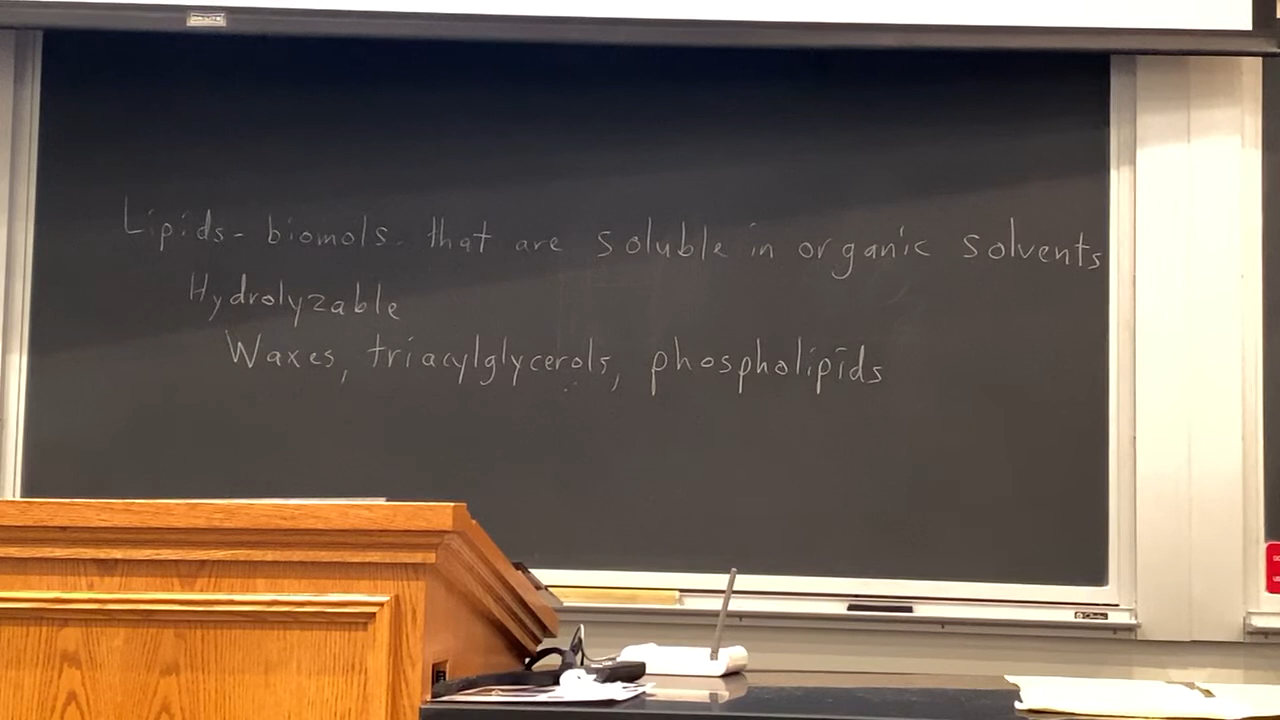 Lipids - biomols. that are soluble in organic solvents
Hydrolyzable
Waxes, triacylglycerols, phospholipids